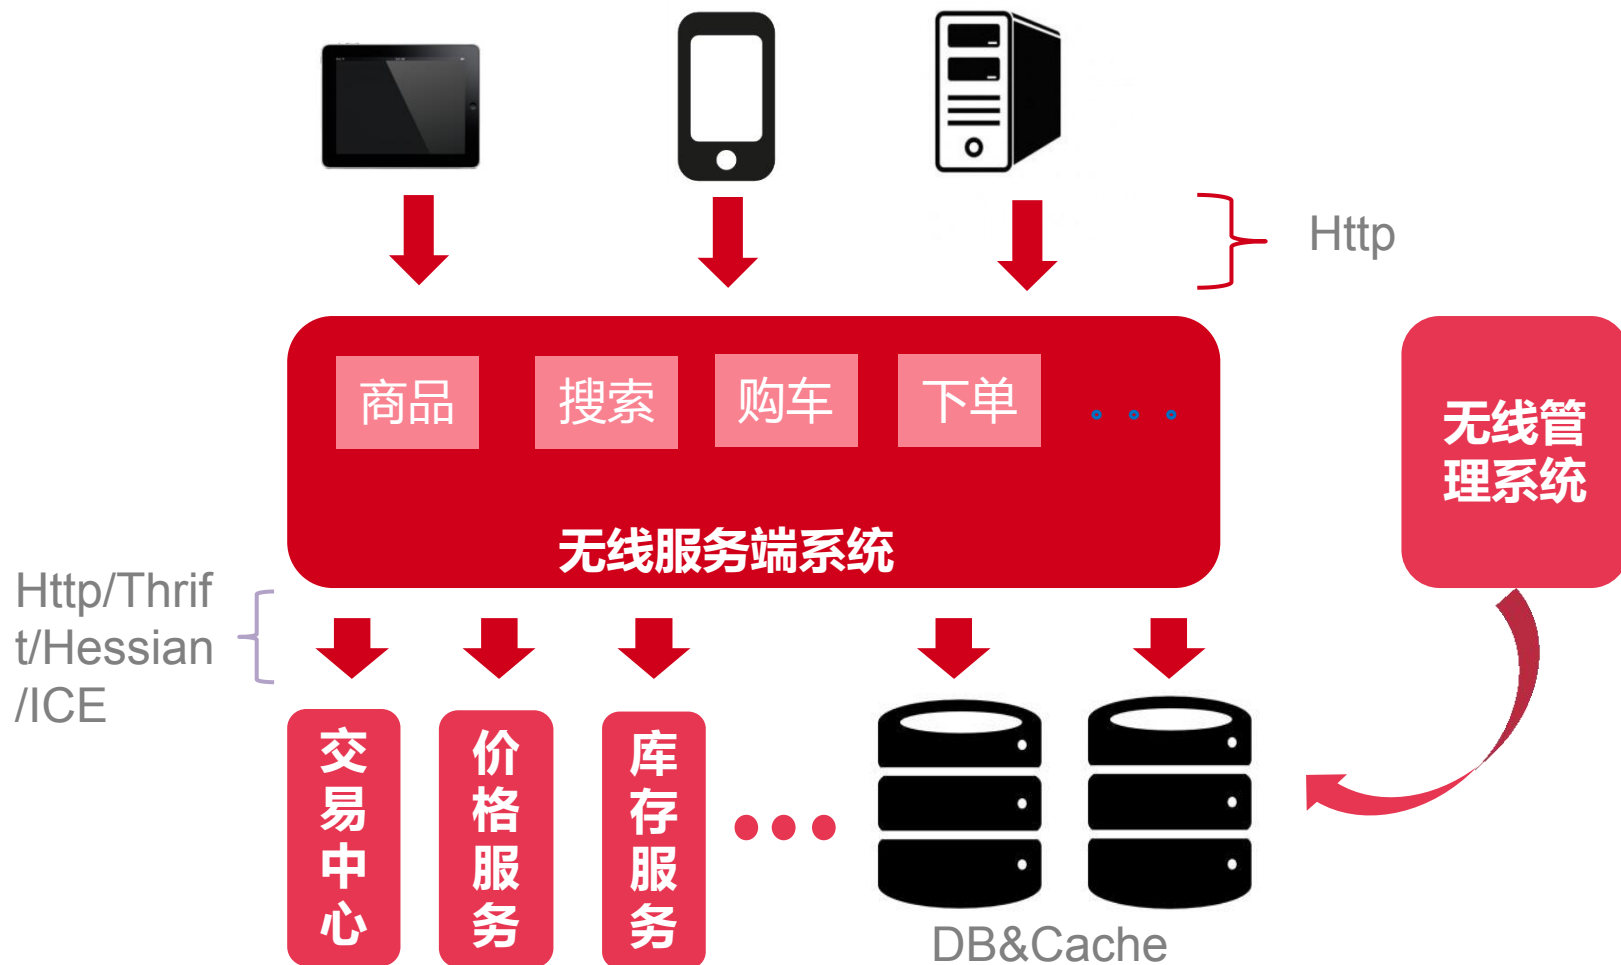 Http
商品
搜索
购车
下单
无线服务端系统
无线管
理系统
Http/Thrif
t/Hessian
/ICE
交易中心
价格服务
库存服务
DB&Cache